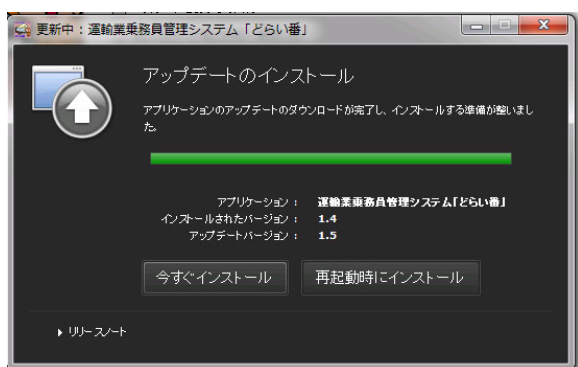 更新中：運輸業乗務員管理システム「どらい番」
アップデートのインストール
アプリケーションのアップデートのダウンロードが完了し、インストールする準備が整いまし
た。
アプリケーション： 運輸業乗務員管理システム「どらい番」
インストールされたバージョン： 1.4
アップデートバージョン： 1.5
今すぐインストール 再起動時にインストール
リリースノート